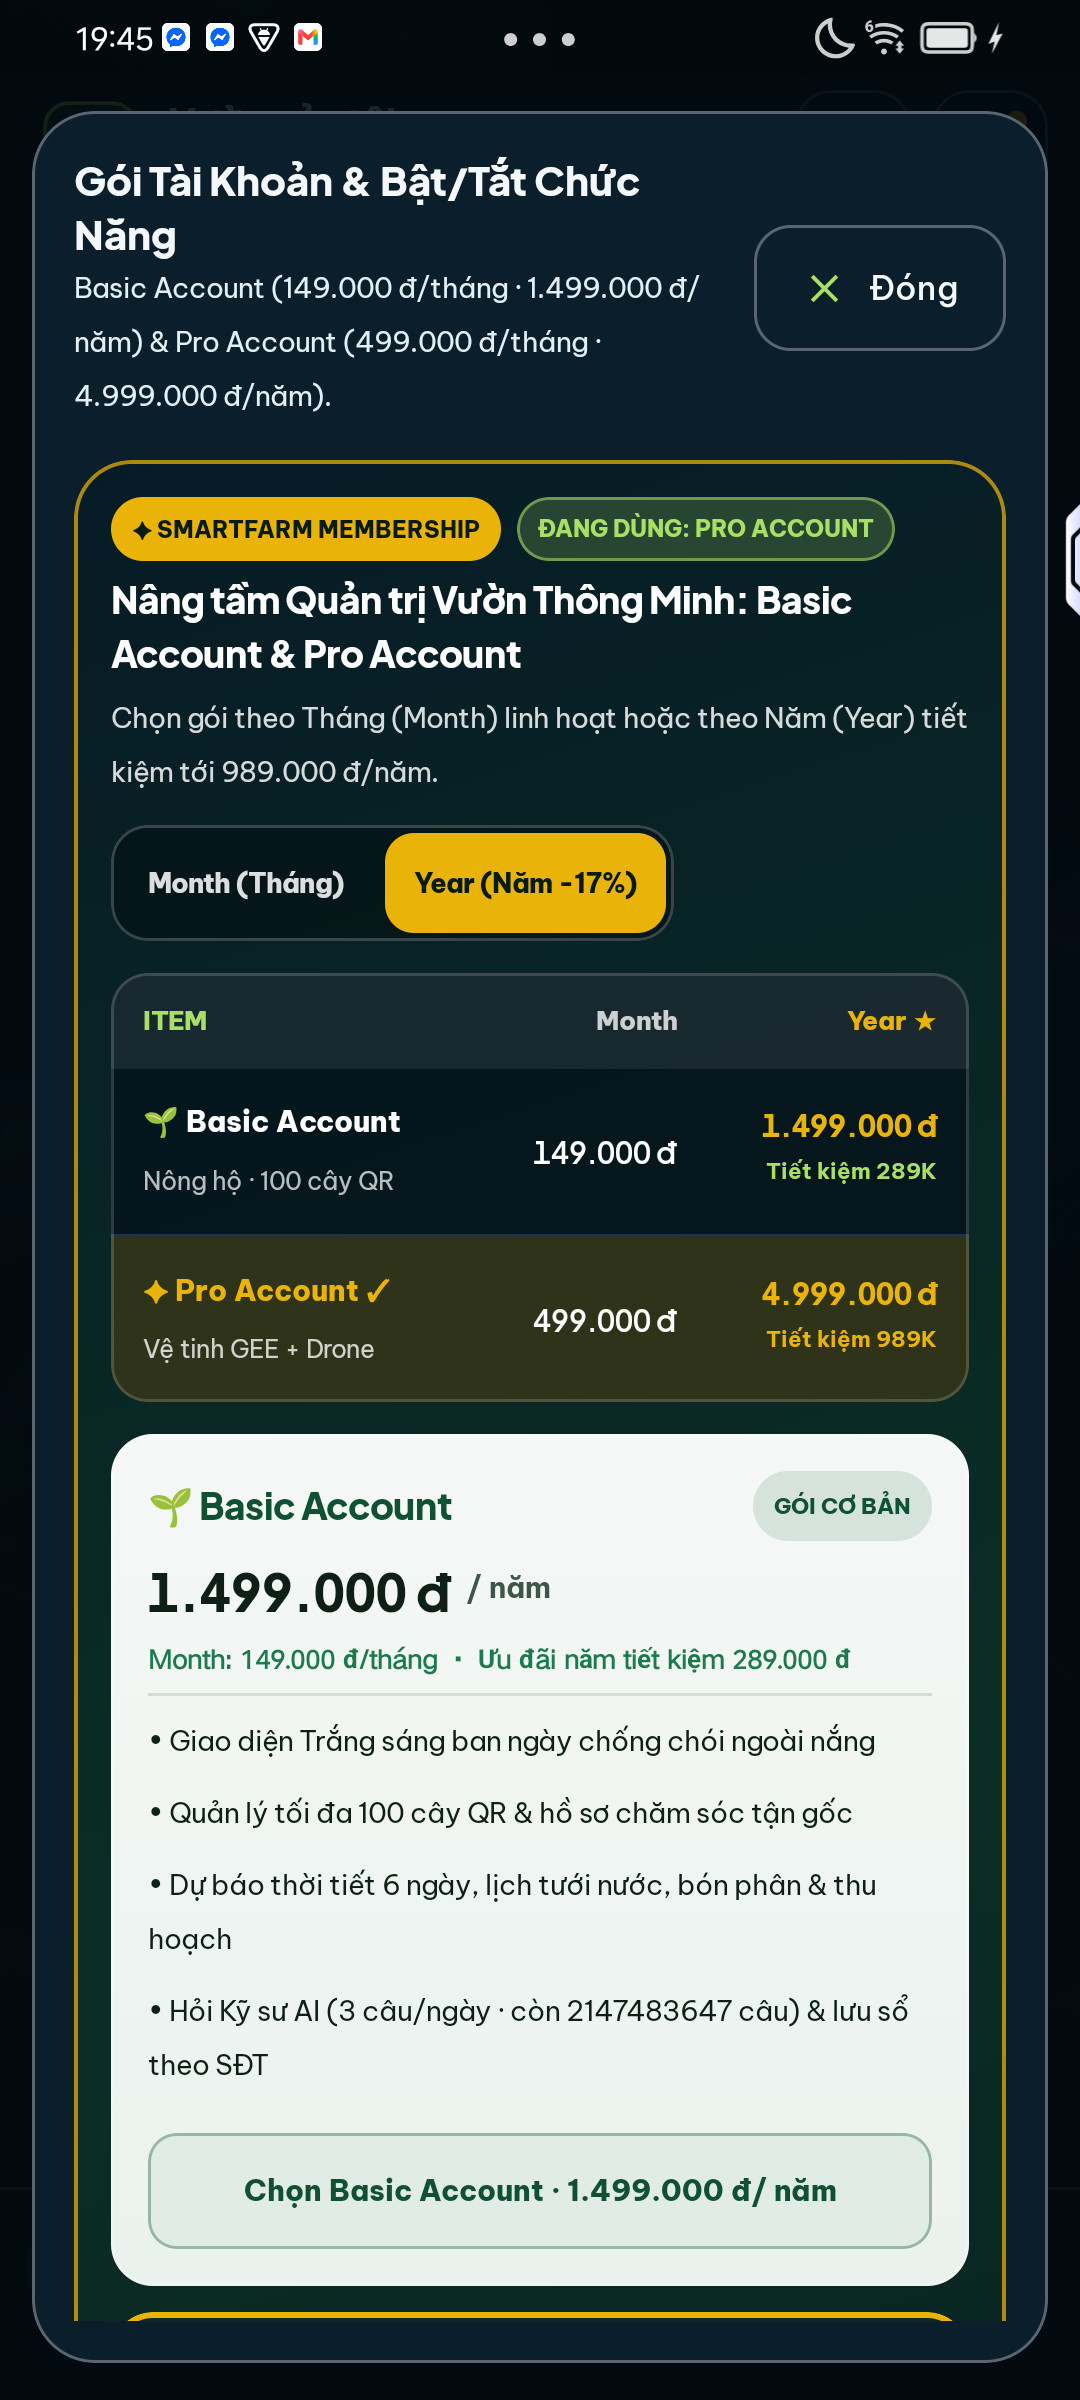 19:45
Gói Tài Khoản & Bật/Tắt Chức
Năng
Basic Account (149.000 đ/tháng · 1.499.000 đ/
năm) & Pro Account (499.000 đ/tháng ·
4.999.000 đ/năm).
Đóng
✦ SMARTFARM MEMBERSHIP
ĐANG DÙNG: PRO ACCOUNT
Nâng tầm Quản trị Vườn Thông Minh: Basic
Account & Pro Account
Chọn gói theo Tháng (Month) linh hoạt hoặc theo Năm (Year) tiết
kiệm tới 989.000 đ/năm.
Month (Tháng)
Year (Năm -17%)
ITEM Month Year ★
🌱 Basic Account
Nông hộ · 100 cây QR
149.000 đ
1.499.000 đ
Tiết kiệm 289K
✦ Pro Account ✓
Vệ tinh GEE + Drone
499.000 đ
4.999.000 đ
Tiết kiệm 989K
🌱 Basic Account
GÓI CƠ BẢN
1.499.000 đ / năm
Month: 149.000 đ/tháng · Ưu đãi năm tiết kiệm 289.000 đ
• Giao diện Trắng sáng ban ngày chống chói ngoài nắng
• Quản lý tối đa 100 cây QR & hồ sơ chăm sóc tận gốc
• Dự báo thời tiết 6 ngày, lịch tưới nước, bón phân & thu
hoạch
• Hỏi Kỹ sư AI (3 câu/ngày · còn 2147483647 câu) & lưu sổ
theo SĐT
Chọn Basic Account · 1.499.000 đ/ năm